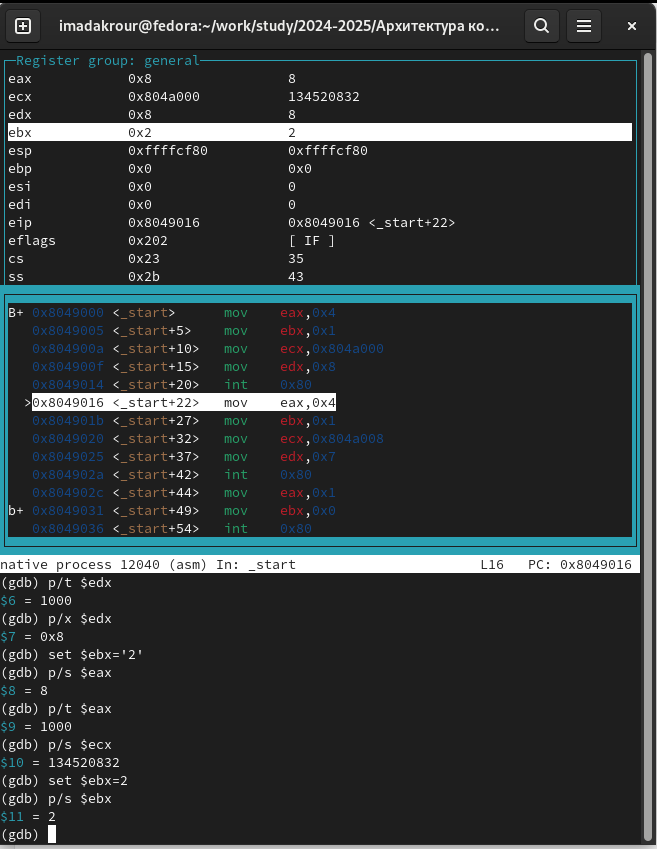 imadakrour@fedora:~/work/study/2024-2025/Архитектура ко...
Register group: general
eax 0x8 8
ecx 0x804a000 134520832
edx 0x8 8
ebx 0x2 2
esp 0xffffcf80 0xffffcf80
ebp 0x0 0x0
esi 0x0 0
edi 0x0 0
eip 0x8049016 0x8049016 <_start+22>
eflags 0x202 [ IF ]
cs 0x23 35
ss 0x2b 43
B+ 0x8049000 <_start> mov eax,0x4
0x8049005 <_start+5> mov ebx,0x1
0x804900a <_start+10> mov ecx,0x804a000
0x804900f <_start+15> mov edx,0x8
0x8049014 <_start+20> int 0x80
>0x8049016 <_start+22> mov eax,0x4
0x804901b <_start+27> mov ebx,0x1
0x8049020 <_start+32> mov ecx,0x804a008
0x8049025 <_start+37> mov edx,0x7
0x804902a <_start+42> int 0x80
0x804902c <_start+44> mov eax,0x1
b+ 0x8049031 <_start+49> mov ebx,0x0
0x8049036 <_start+54> int 0x80
native process 12040 (asm) In: _start L16 PC: 0x8049016
(gdb) p/t $edx
$6 = 1000
(gdb) p/x $edx
$7 = 0x8
(gdb) set $ebx='2'
(gdb) p/s $eax
$8 = 8
(gdb) p/t $eax
$9 = 1000
(gdb) p/s $ecx
$10 = 134520832
(gdb) set $ebx=2
(gdb) p/s $ebx
$11 = 2
(gdb)